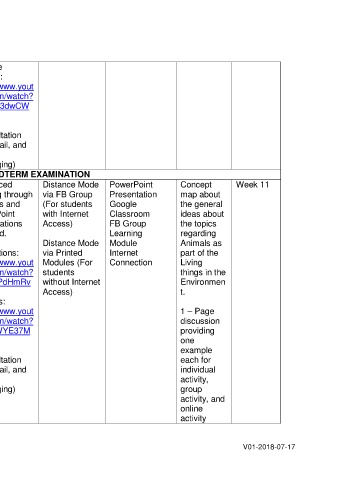 e
:
www.yout
m/watch?
3dwCW
tation
ail, and
ging)
DTERM EXAMINATION
ced
g through
s and
Point
ations
d.
tions:
www.yout
m/watch?
PdHmRv
s:
www.yout
m/watch?
VYE37M
tation
ail, and
ging)
Distance Mode
via FB Group
(For students
with Internet
Access)
Distance Mode
via Printed
Modules (For
students
without Internet
Access)
PowerPoint
Presentation
Google
Classroom
FB Group
Learning
Module
Internet
Connection
Concept
map about
the general
ideas about
the topics
regarding
Animals as
part of the
Living
things in the
Environmen
t.
1 – Page
discussion
providing
one
example
each for
individual
activity,
group
activity, and
online
activity
Week 11
V01-2018-07-17